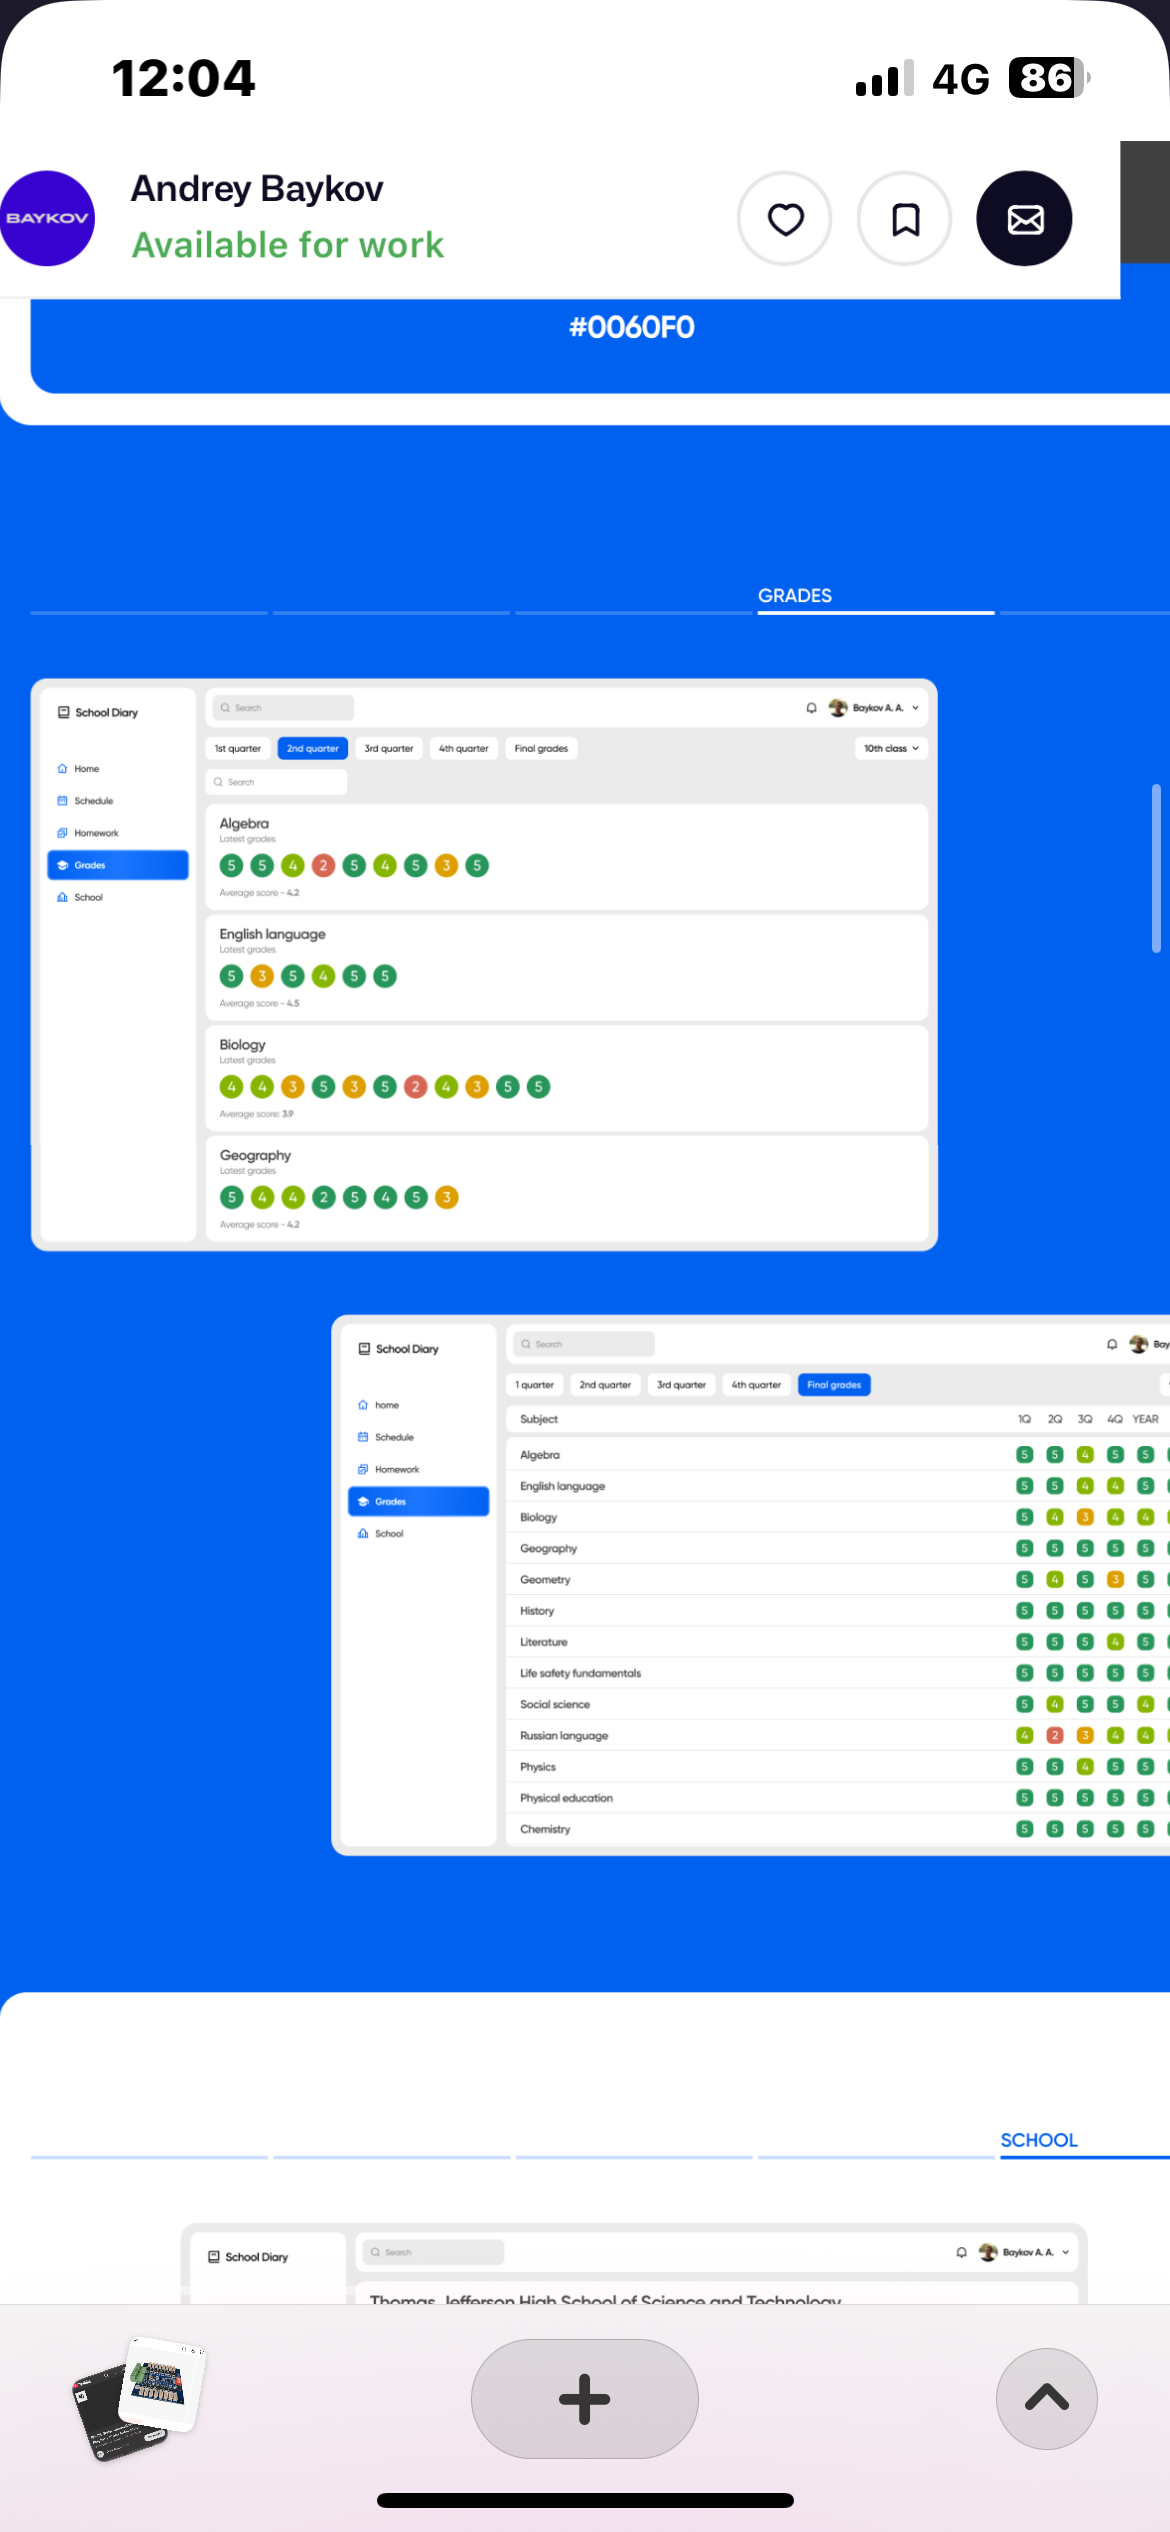 12:04
4G 86
BAYKOV
Andrey Baykov
Available for work
#0060F0
GRADES
School Diary
Search
Baykov A. A.
1st quarter 2nd quarter 3rd quarter 4th quarter Final grades 10th class
Search
Home
Schedule
Homework
Grades
School
Algebra
Latest grades
5 5 4 2 5 4 5 3 5
Average score - 4.2
English language
Latest grades
5 3 5 4 5 5
Average score - 4.5
Biology
Latest grades
4 4 3 5 3 5 2 4 3 5 5
Average score: 3.9
Geography
Latest grades
5 4 4 2 5 4 5 3
Average score - 4.2
School Diary
Search
Bay
1 quarter 2nd quarter 3rd quarter 4th quarter Final grades
home
Schedule
Homework
Grades
School
Subject 1Q 2Q 3Q 4Q YEAR
Algebra 5 5 4 5 5
English language 5 5 4 4 5
Biology 5 4 3 4 4
Geography 5 5 5 5 5
Geometry 5 4 5 3 5
History 5 5 5 5 5
Literature 5 5 5 4 5
Life safety fundamentals 5 5 5 5 5
Social science 5 4 5 5 4
Russian language 4 2 3 4 4
Physics 5 5 4 5 5
Physical education 5 5 5 5 5
Chemistry 5 5 5 5 5
SCHOOL
School Diary
Search
Baykov A. A.
Thomas Jefferson High School of Science and Technology